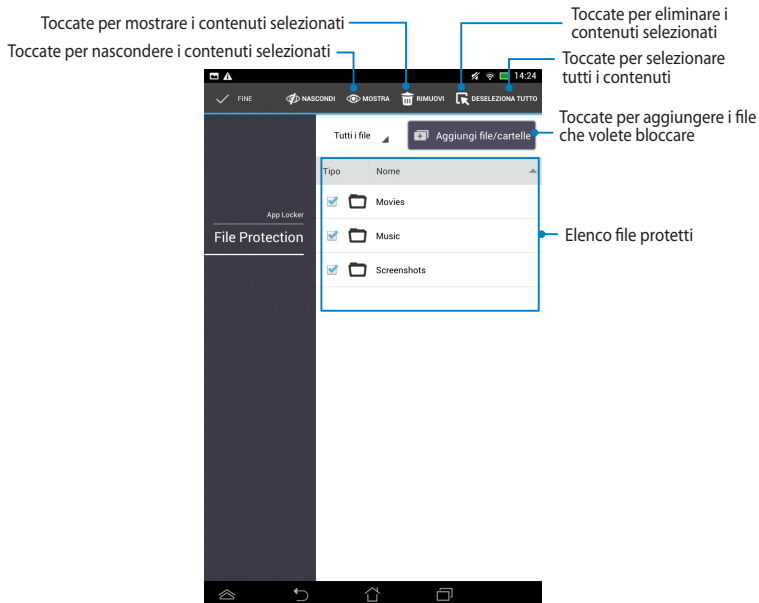 Toccate per mostrare i contenuti selezionati
Toccate per nascondere i contenuti selezionati
Toccate per eliminare i
contenuti selezionati
Toccate per selezionare
tutti i contenuti
Toccate per aggiungere i file
che volete bloccare
Elenco file protetti
14:24
FINE
NASCONDI
MOSTRA
RIMUOVI
DESELEZIONA TUTTO
Tutti i file
Aggiungi file/cartelle
Tipo Nome
App Locker
File Protection
Movies
Music
Screenshots